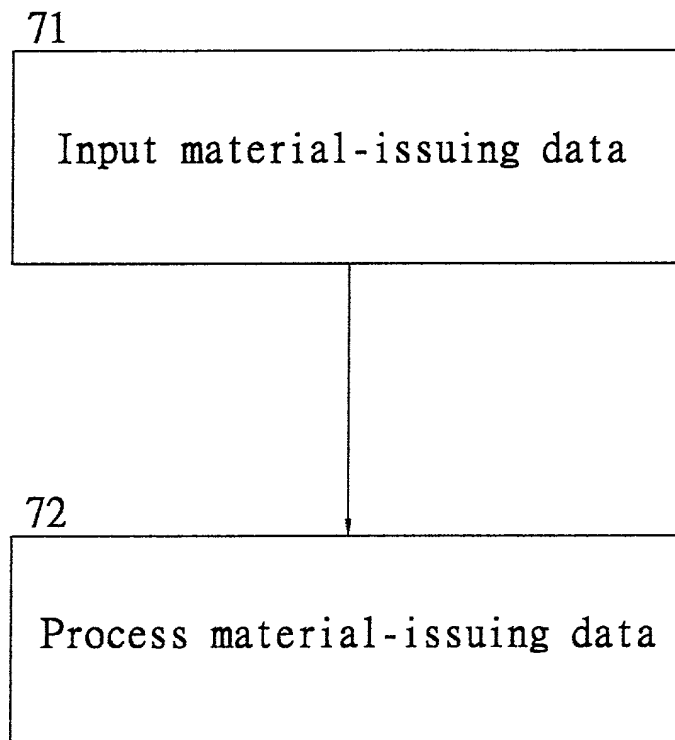 71
Input material-issuing data
72
Process material-issuing data